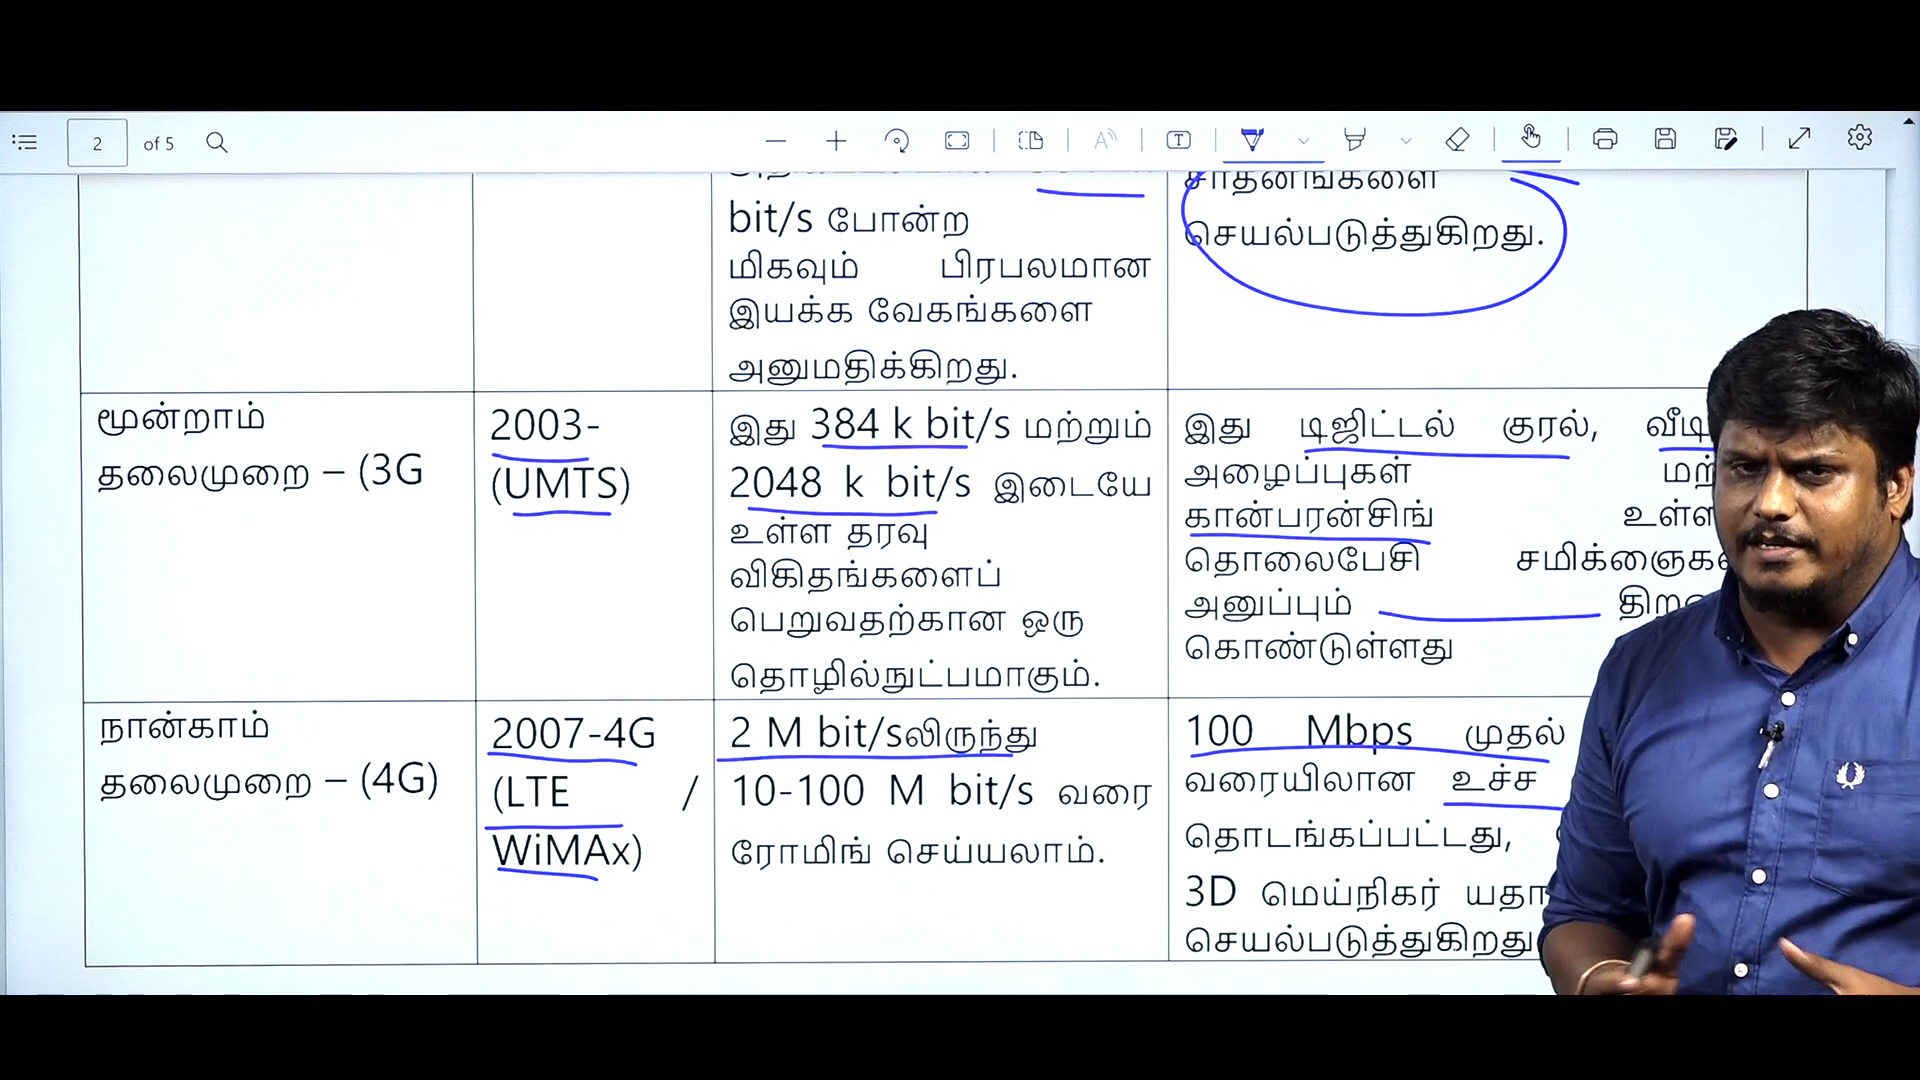 2
of 5
bit/s போன்ற
மிகவும் பிரபலமான
இயக்க வேகங்களை
அனுமதிக்கிறது.
சாதனங்களை
செயல்படுத்துகிறது.
மூன்றாம்
தலைமுறை – (3G
2003-
(UMTS)
இது 384 k bit/s மற்றும்
2048 k bit/s இடையே
உள்ள தரவு
விகிதங்களைப்
பெறுவதற்கான ஒரு
தொழில்நுட்பமாகும்.
இது டிஜிட்டல் குரல்,
அழைப்புகள்
கான்பரன்சிங்
தொலைபேசி
அனுப்பும்
கொண்டுள்ளது
நான்காம்
தலைமுறை – (4G)
2007-4G
(LTE /
WiMAx)
2 M bit/sலிருந்து
10-100 M bit/s வரை
ரோமிங் செய்யலாம்.
100 Mbps முதல்
வரையிலான உச்ச
தொடங்கப்பட்டது,
3D மெய்நிகர்
செயல்படுத்துகிறது